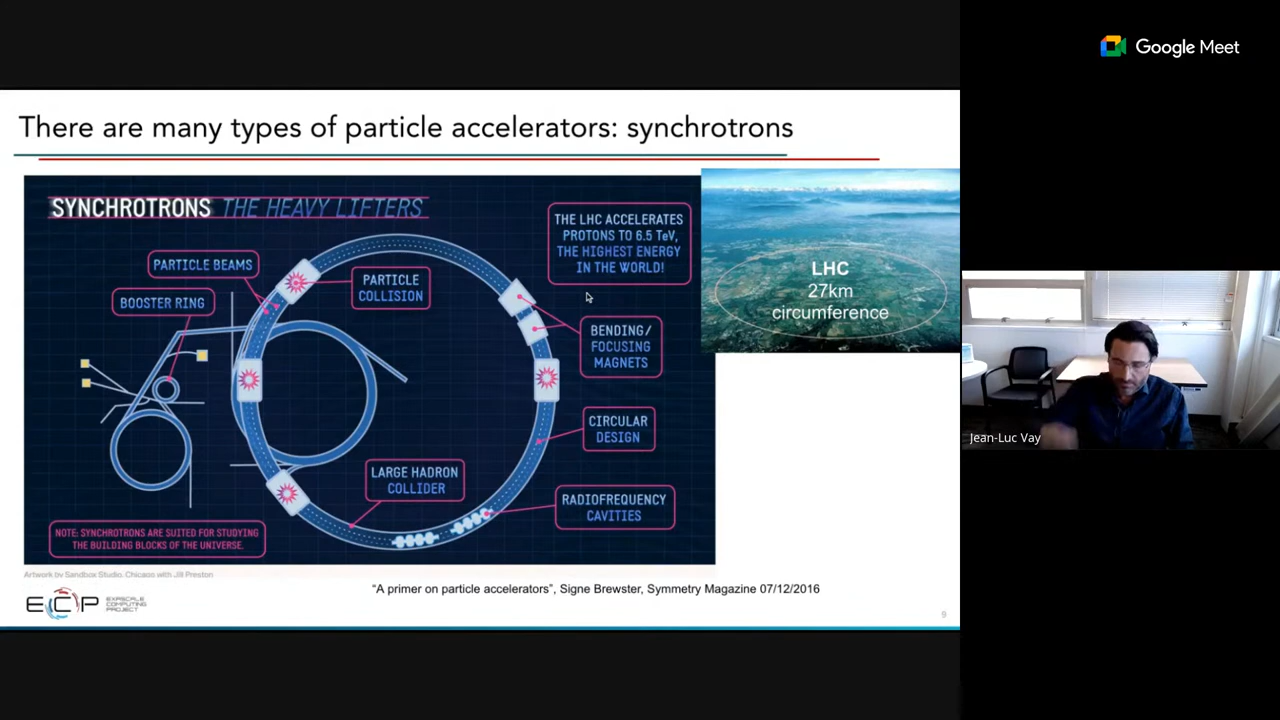 Google Meet
There are many types of particle accelerators: synchrotrons
SYNCHROTRONS THE HEAVY LIFTERS
PARTICLE BEAMS
BOOSTER RING
PARTICLE
COLLISION
THE LHC ACCELERATES
PROTONS TO 6.5 TeV,
THE HIGHEST ENERGY
IN THE WORLD!
LHC
27km
circumference
BENDING/
FOCUSING
MAGNETS
CIRCULAR
DESIGN
LARGE HADRON
COLLIDER
RADIOFREQUENCY
CAVITIES
NOTE: SYNCHROTRONS ARE SUITED FOR STUDYING
THE BUILDING BLOCKS OF THE UNIVERSE.
Artwork by Sandbox Studio, Chicago with Jill Preston
"A primer on particle accelerators", Signe Brewster, Symmetry Magazine 07/12/2016
ECP
EXASCALE
COMPUTING
PROJECT
Jean-Luc Vay